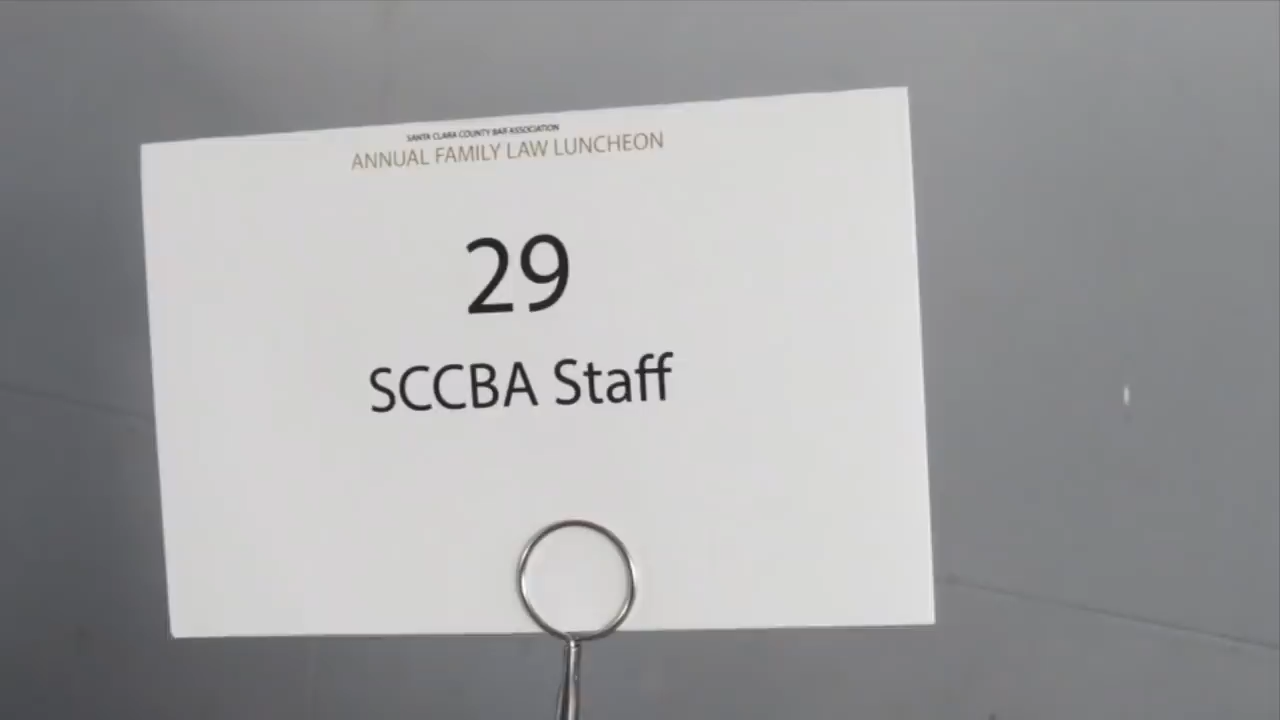 SANTA CLARA COUNTY BAR ASSOCIATION
ANNUAL FAMILY LAW LUNCHEON
29
SCCBA Staff